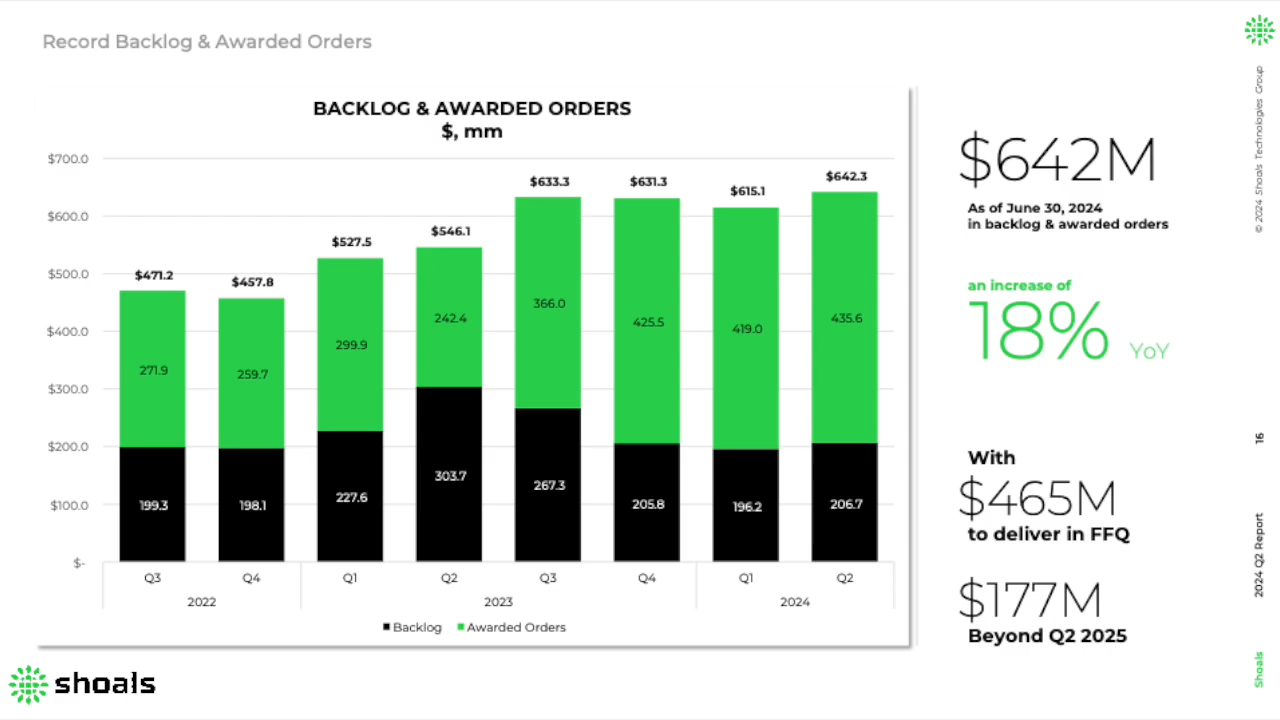 Record Backlog & Awarded Orders
BACKLOG & AWARDED ORDERS
$, mm
$700.0
$600.0
$500.0
$400.0
$300.0
$200.0
$100.0
$-
$471.2
$457.8
$527.5
$546.1
$633.3
$631.3
$615.1
$642.3
271.9
259.7
299.9
242.4
366.0
425.5
419.0
435.6
199.3
198.1
227.6
303.7
267.3
205.8
196.2
206.7
Q3 Q4 Q1 Q2 Q3 Q4 Q1 Q2
2022 2023 2024
Backlog Awarded Orders
$642M
As of June 30, 2024
in backlog & awarded orders
an increase of
18% YoY
With
$465M
to deliver in FFQ
$177M
Beyond Q2 2025
© 2024 Shoals Technologies Group
16
2024 Q2 Report
Shoals
shoals